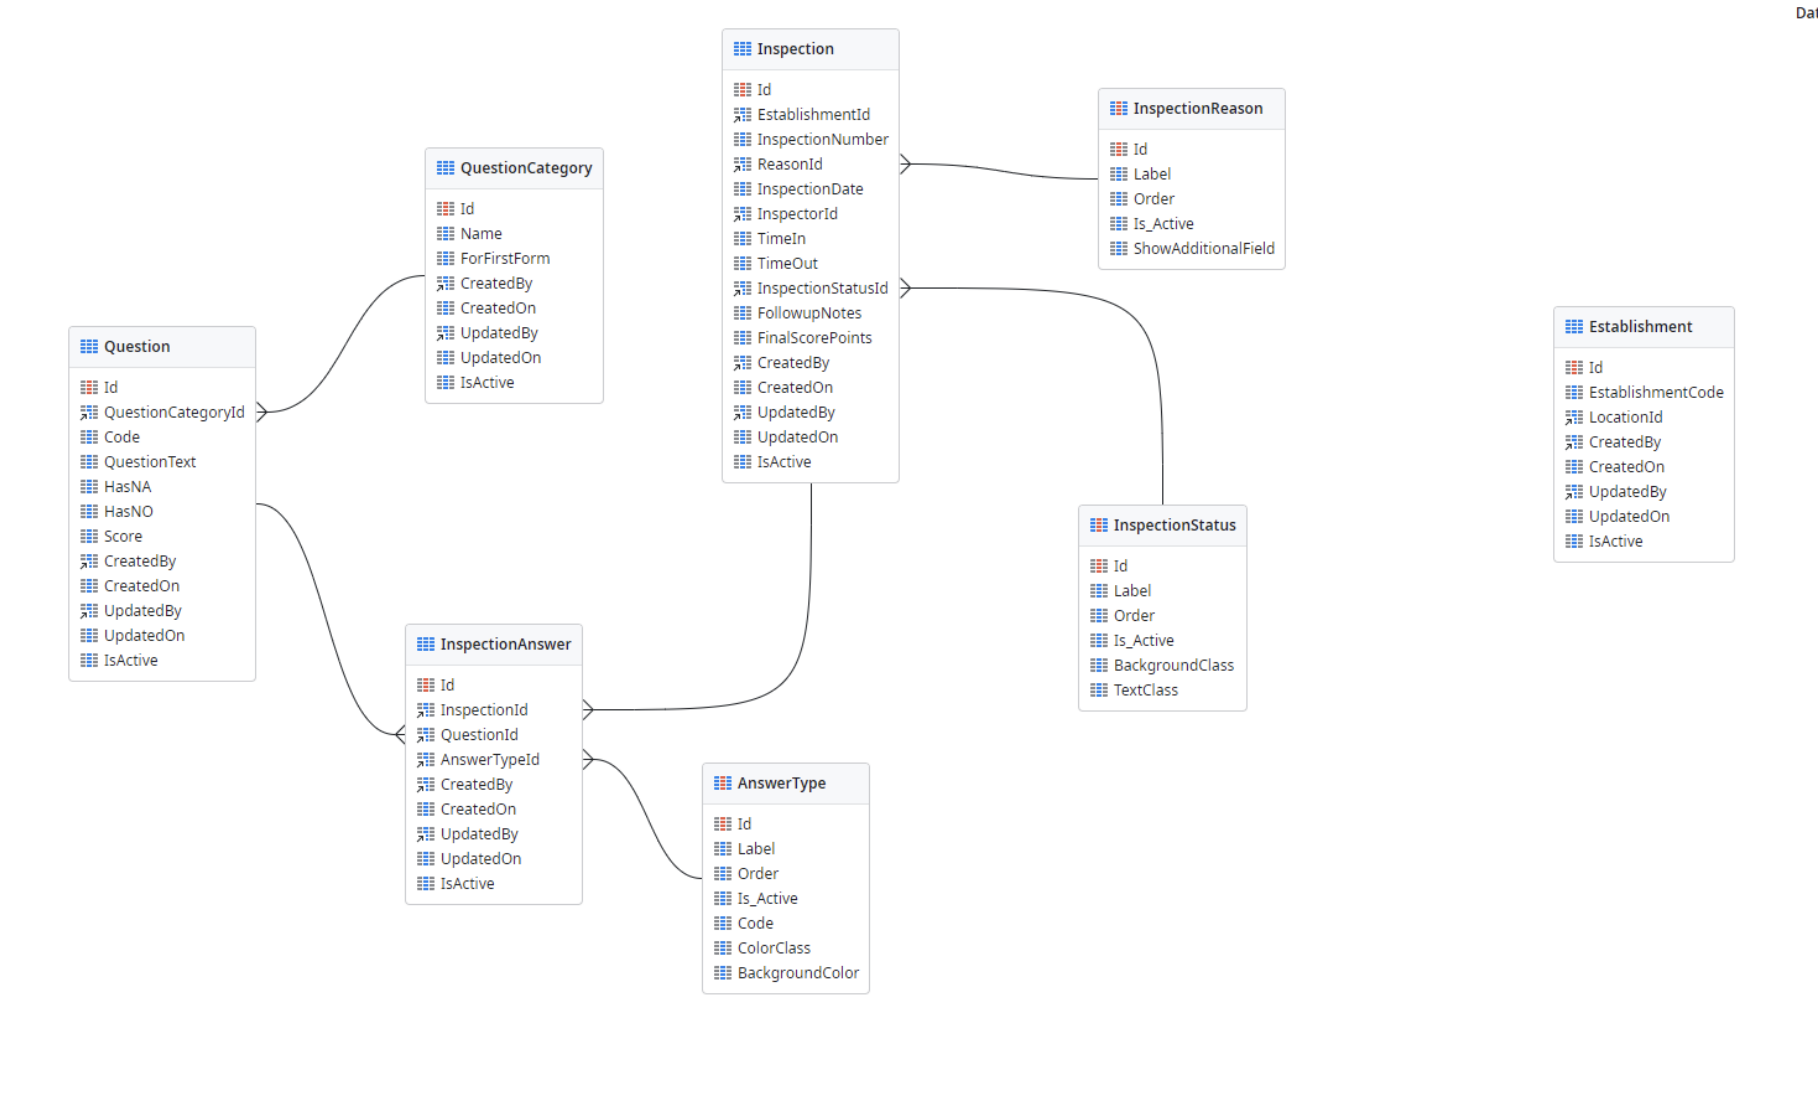 Inspection
Id
EstablishmentId
InspectionNumber
ReasonId
InspectionDate
InspectorId
TimeIn
TimeOut
InspectionStatusId
FollowupNotes
FinalScorePoints
CreatedBy
CreatedOn
UpdatedBy
UpdatedOn
IsActive
InspectionReason
Id
Label
Order
Is_Active
ShowAdditionalField
QuestionCategory
Id
Name
ForFirstForm
CreatedBy
CreatedOn
UpdatedBy
UpdatedOn
IsActive
Establishment
Id
EstablishmentCode
LocationId
CreatedBy
CreatedOn
UpdatedBy
UpdatedOn
IsActive
Question
Id
QuestionCategoryId
Code
QuestionText
HasNA
HasNO
Score
CreatedBy
CreatedOn
UpdatedBy
UpdatedOn
IsActive
InspectionStatus
Id
Label
Order
Is_Active
BackgroundClass
TextClass
InspectionAnswer
Id
InspectionId
QuestionId
AnswerTypeId
CreatedBy
CreatedOn
UpdatedBy
UpdatedOn
IsActive
AnswerType
Id
Label
Order
Is_Active
Code
ColorClass
BackgroundColor